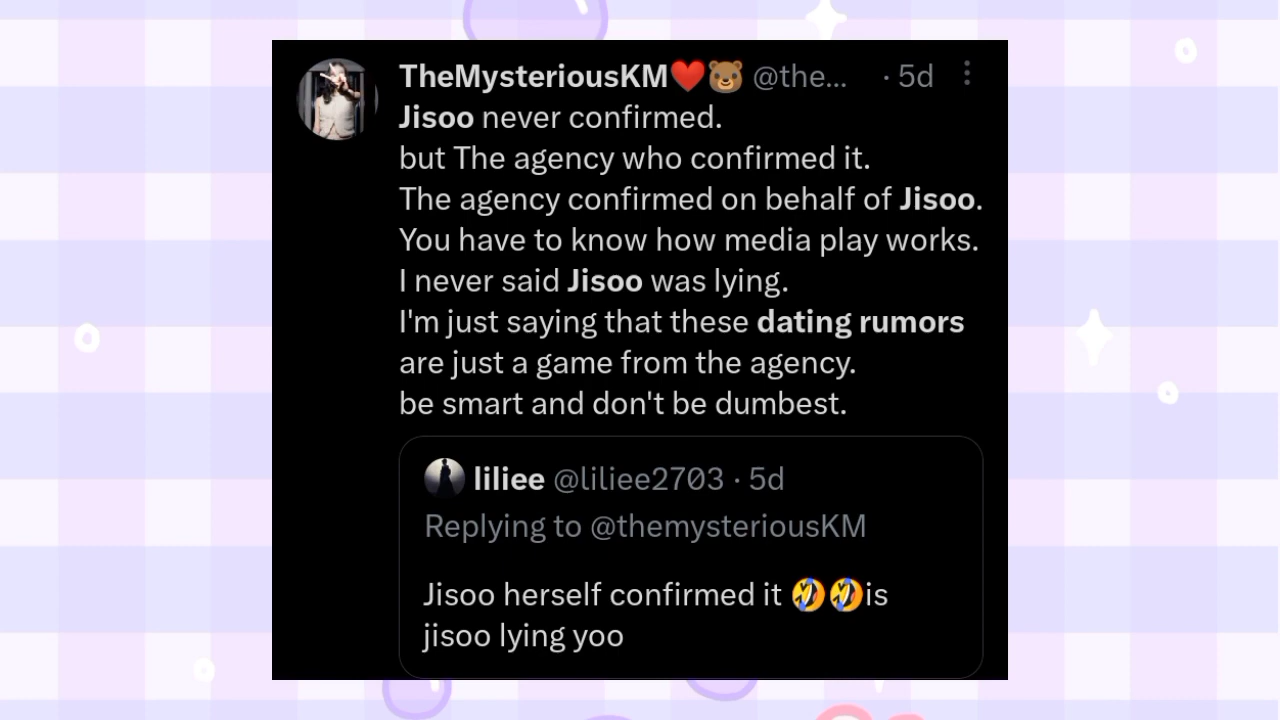 TheMysteriousKM❤️🐻 @the... · 5d
Jisoo never confirmed.
but The agency who confirmed it.
The agency confirmed on behalf of Jisoo.
You have to know how media play works.
I never said Jisoo was lying.
I'm just saying that these dating rumors
are just a game from the agency.
be smart and don't be dumbest.
liliee @liliee2703 · 5d
Replying to @themysteriousKM
Jisoo herself confirmed it 🤣🤣is
jisoo lying yoo